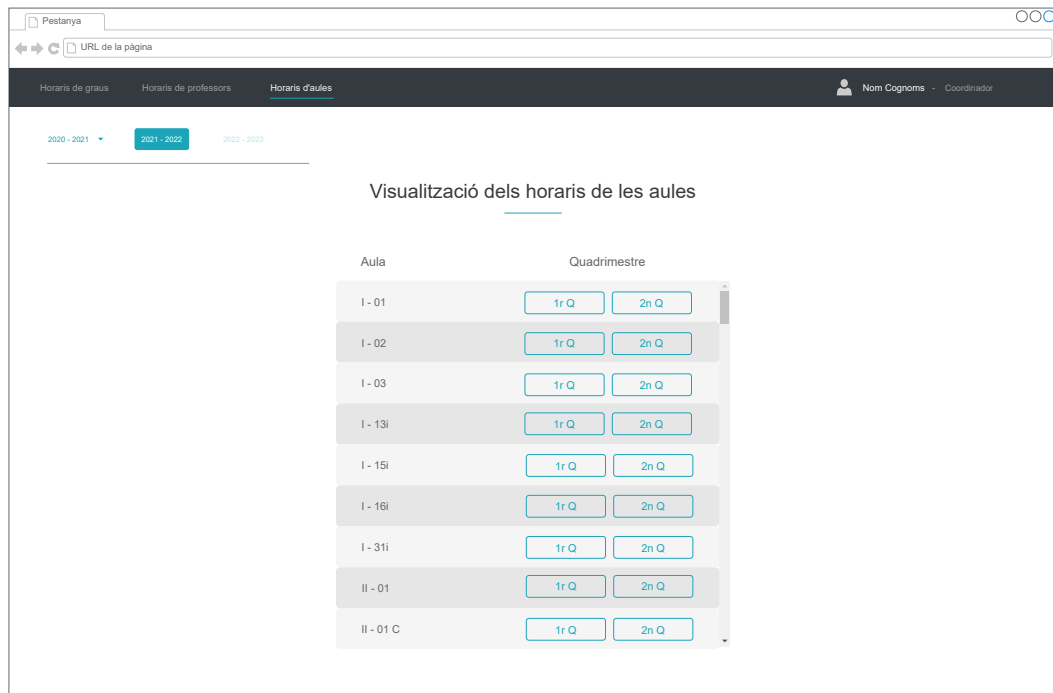 Pestanya
URL de la pàgina
Horaris de graus Horaris de professors Horaris d'aules Nom Cognoms - Coordinador
2020 - 2021 2021 - 2022 2022 - 2023
Visualització dels horaris de les aules
Aula Quadrimestre
I - 01 1r Q 2n Q
I - 02 1r Q 2n Q
I - 03 1r Q 2n Q
I - 13i 1r Q 2n Q
I - 15i 1r Q 2n Q
I - 16i 1r Q 2n Q
I - 31i 1r Q 2n Q
II - 01 1r Q 2n Q
II - 01 C 1r Q 2n Q